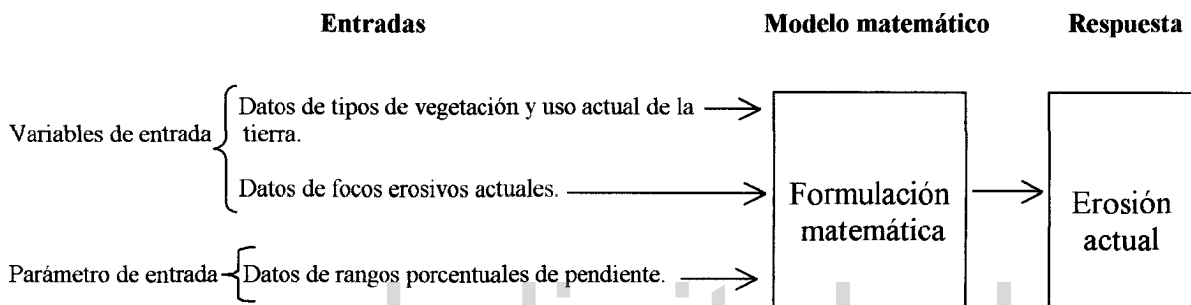 Entradas
Modelo matemático
Respuesta
Variables de entrada
Datos de tipos de vegetación y uso actual de la
tierra.
Datos de focos erosivos actuales.
Parámetro de entrada
Datos de rangos porcentuales de pendiente.
Formulación
matemática
Erosión
actual